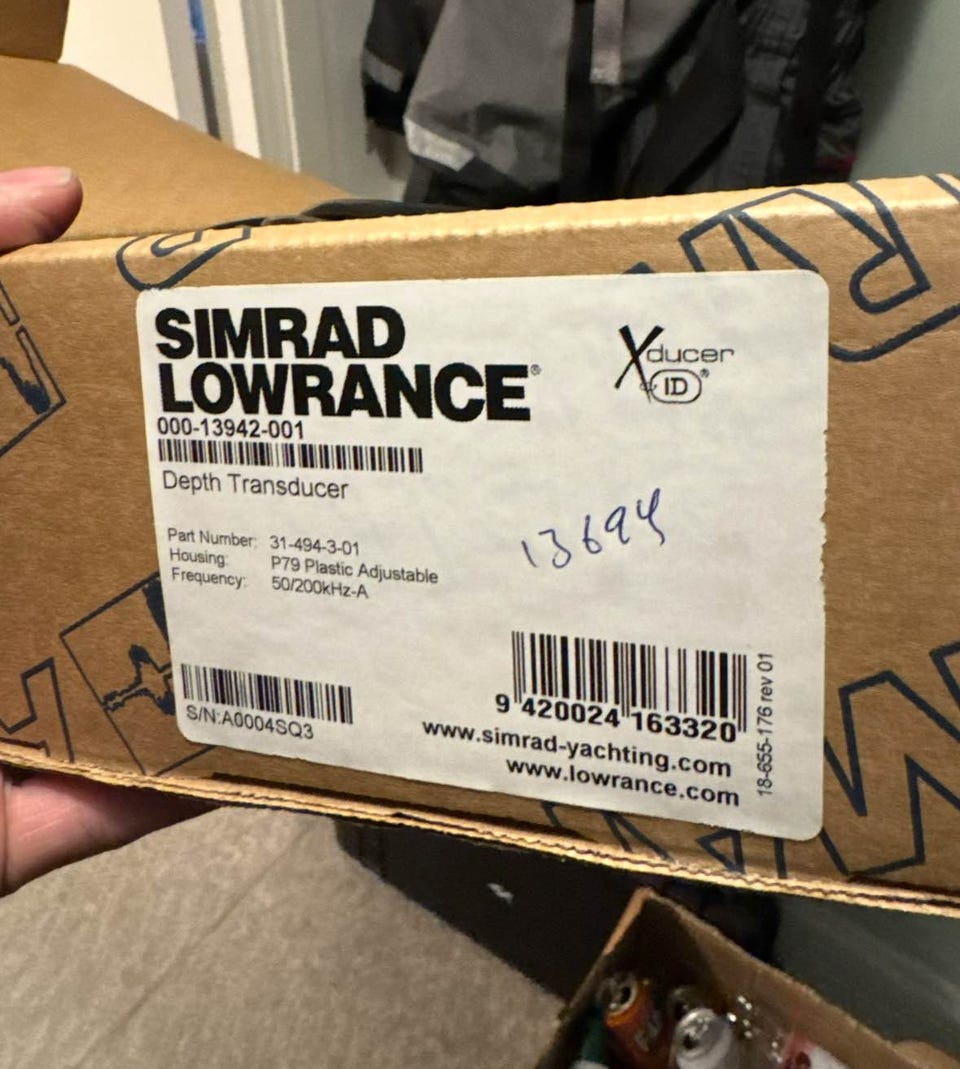 SIMRAD
LOWRANCE®
000-13942-001
Depth Transducer
Xducer
ID®
13694
Part Number: 31-494-3-01
Housing: P79 Plastic Adjustable
Frequency: 50/200kHz-A
S/N:A0004SQ3
9 420024 163320
www.simrad-yachting.com
www.lowrance.com
18-655-176 rev 01